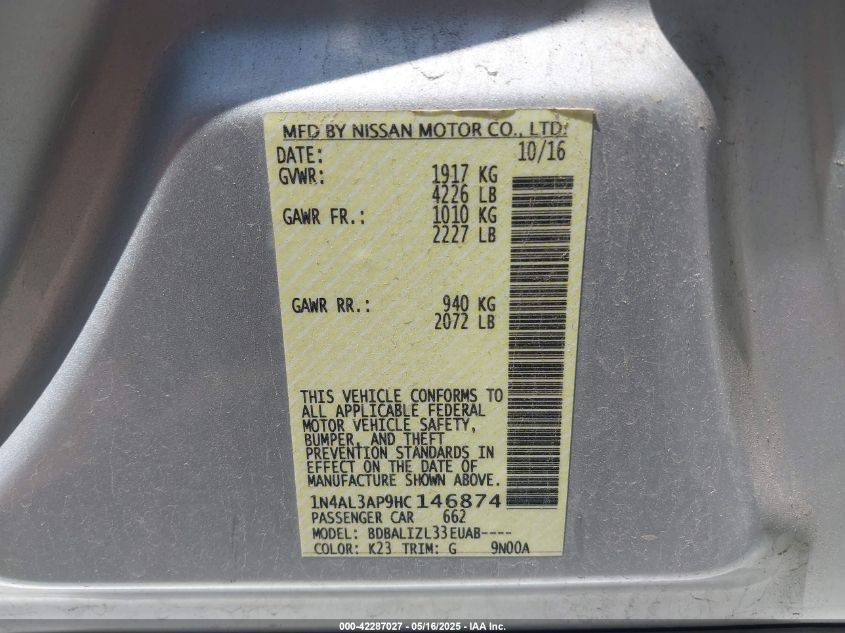 MFD BY NISSAN MOTOR CO., LTD.
DATE: 10/16
GVWR: 1917 KG
4226 LB
GAWR FR.: 1010 KG
2227 LB
GAWR RR.: 940 KG
2072 LB
THIS VEHICLE CONFORMS TO
ALL APPLICABLE FEDERAL
MOTOR VEHICLE SAFETY,
BUMPER, AND THEFT
PREVENTION STANDARDS IN
EFFECT ON THE DATE OF
MANUFACTURE SHOWN ABOVE.
1N4AL3AP9HC146874
PASSENGER CAR 662
MODEL: BDBALIZL33EUAB----
COLOR: K23 TRIM: G 9N00A
000-42287027 - 05/16/2025 - IAA Inc.